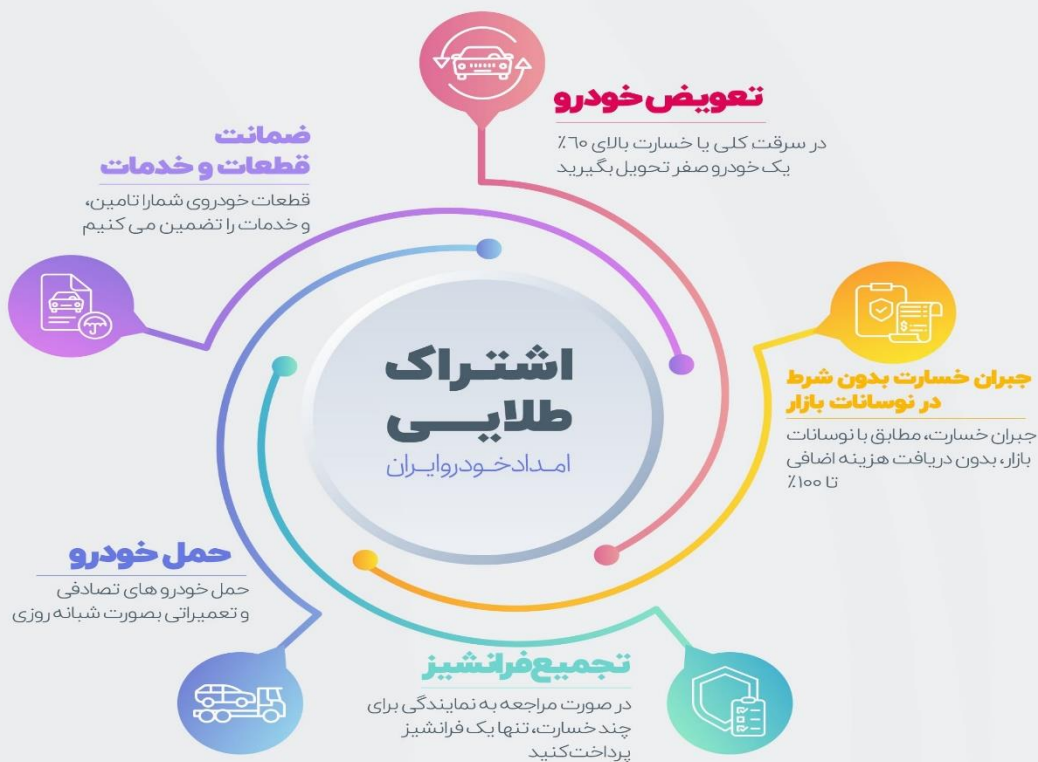 تعویض خودرو
در سرقت کلی یا خسارت بالای ٦٠٪
یک خودرو صفر تحویل بگیرید
ضمانت
قطعات و خدمات
قطعات خودروی شمارا تامین،
و خدمات را تضمین می کنیم
اشتراک
طلایی
امداد خودرو ایران
جبران خسارت بدون شرط
در نوسانات بازار
جبران خسارت، مطابق با نوسانات
بازار، بدون دریافت هزینه اضافی
تا ۱۰۰٪
حمل خودرو
حمل خودرو های تصادفی
و تعمیراتی بصورت شبانه روزی
تجمیع فرانشیز
در صورت مراجعه به نمایندگی برای
چند خسارت، تنها یک فرانشیز
پرداخت کنید